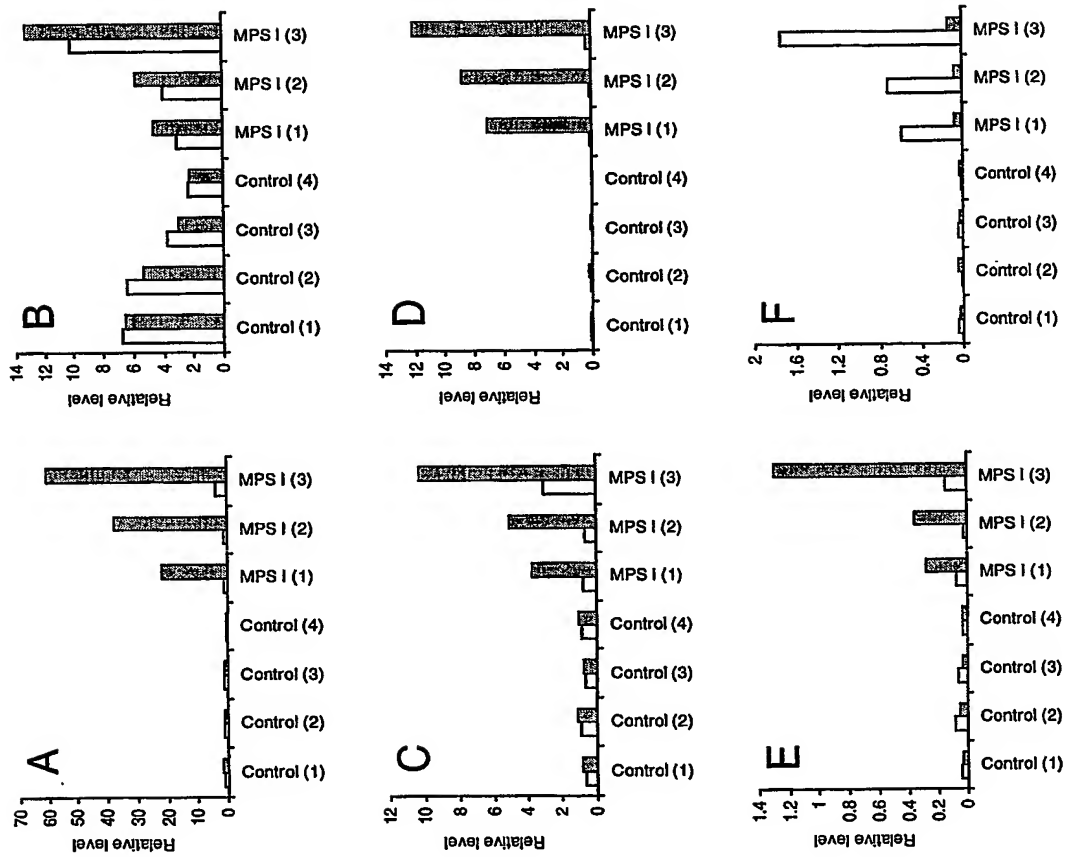 A
Relative level
70
60
50
40
30
20
10
0
Control (1)
Control (2)
Control (3)
Control (4)
MPS I (1)
MPS I (2)
MPS I (3)
B
Relative level
14
12
10
8
6
4
2
0
Control (1)
Control (2)
Control (3)
Control (4)
MPS I (1)
MPS I (2)
MPS I (3)
C
Relative level
12
10
8
6
4
2
0
Control (1)
Control (2)
Control (3)
Control (4)
MPS I (1)
MPS I (2)
MPS I (3)
D
Relative level
14
12
10
8
6
4
2
0
Control (1)
Control (2)
Control (3)
Control (4)
MPS I (1)
MPS I (2)
MPS I (3)
E
Relative level
1.4
1.2
1
0.8
0.6
0.4
0.2
0
Control (1)
Control (2)
Control (3)
Control (4)
MPS I (1)
MPS I (2)
MPS I (3)
F
Relative level
2
1.6
1.2
0.8
0.4
0
Control (1)
Control (2)
Control (3)
Control (4)
MPS I (1)
MPS I (2)
MPS I (3)